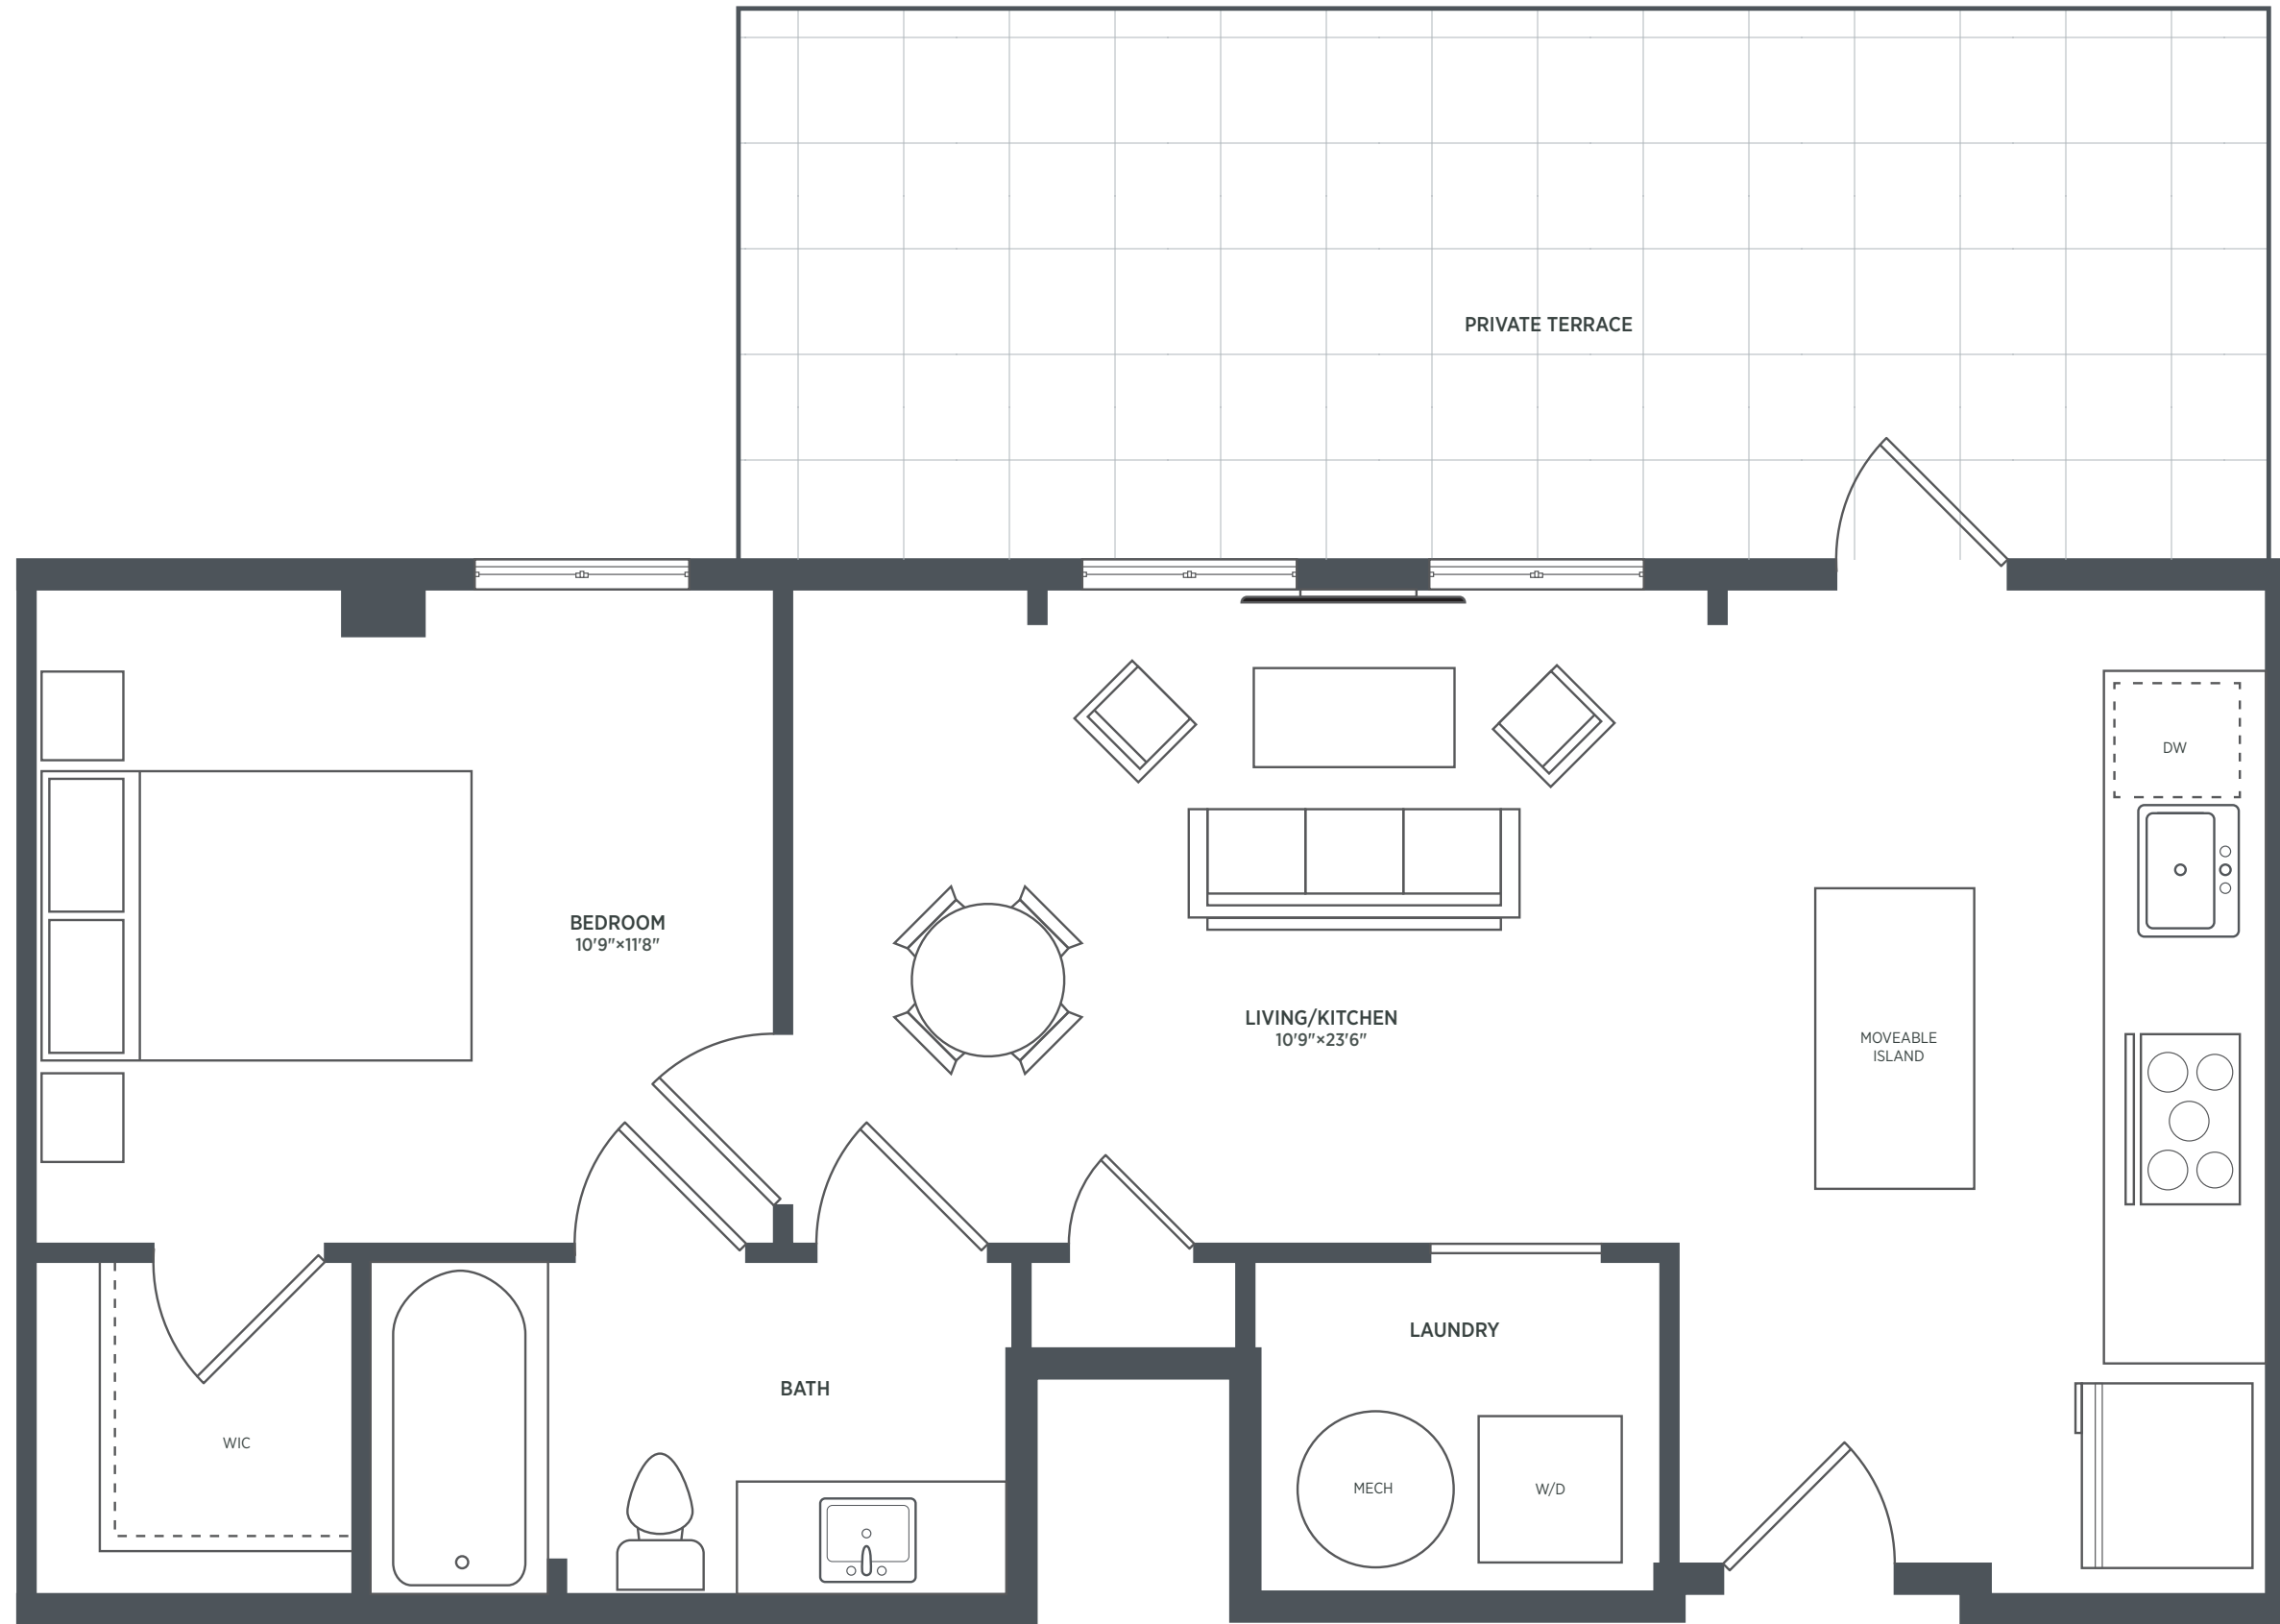 PRIVATE TERRACE
DW
BEDROOM
10'9"×11'8"
LIVING/KITCHEN
10'9"×23'6"
MOVEABLE
ISLAND
LAUNDRY
BATH
WIC
MECH
W/D